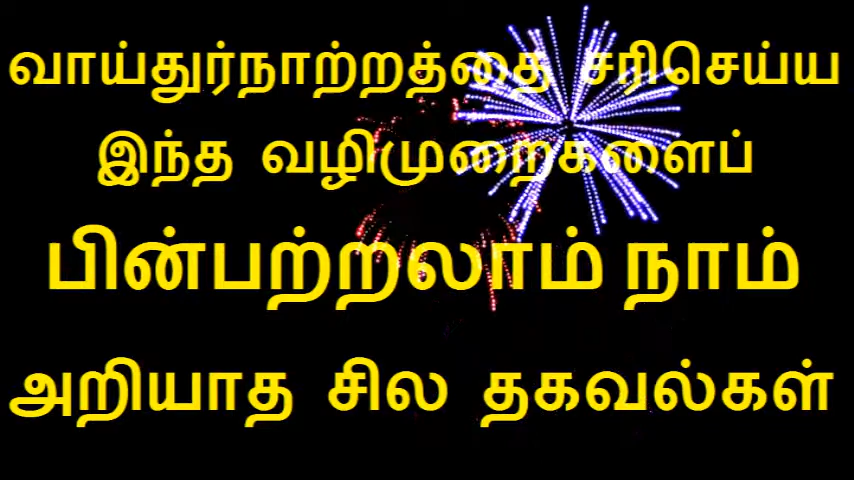 வாய்துர்நாற்றத்தை சரிசெய்ய
இந்த வழிமுறைகளைப்
பின்பற்றலாம் நாம்
அறியாத சில தகவல்கள்